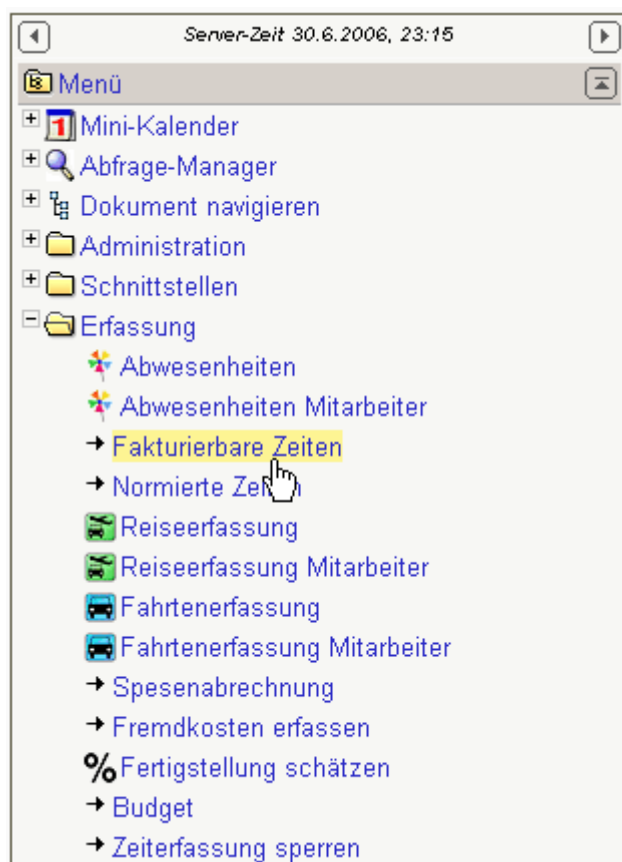 Server-Zeit 30.6.2006, 23:15
Menü
1 Mini-Kalender
Abfrage-Manager
Dokument navigieren
Administration
Schnittstellen
Erfassung
Abwesenheiten
Abwesenheiten Mitarbeiter
Fakturierbare Zeiten
Normierte
Reiseerfassung
Reiseerfassung Mitarbeiter
Fahrtenerfassung
Fahrtenerfassung Mitarbeiter
Spesenabrechnung
Fremdkosten erfassen
% Fertigstellung schätzen
Budget
Zeiterfassung sperren